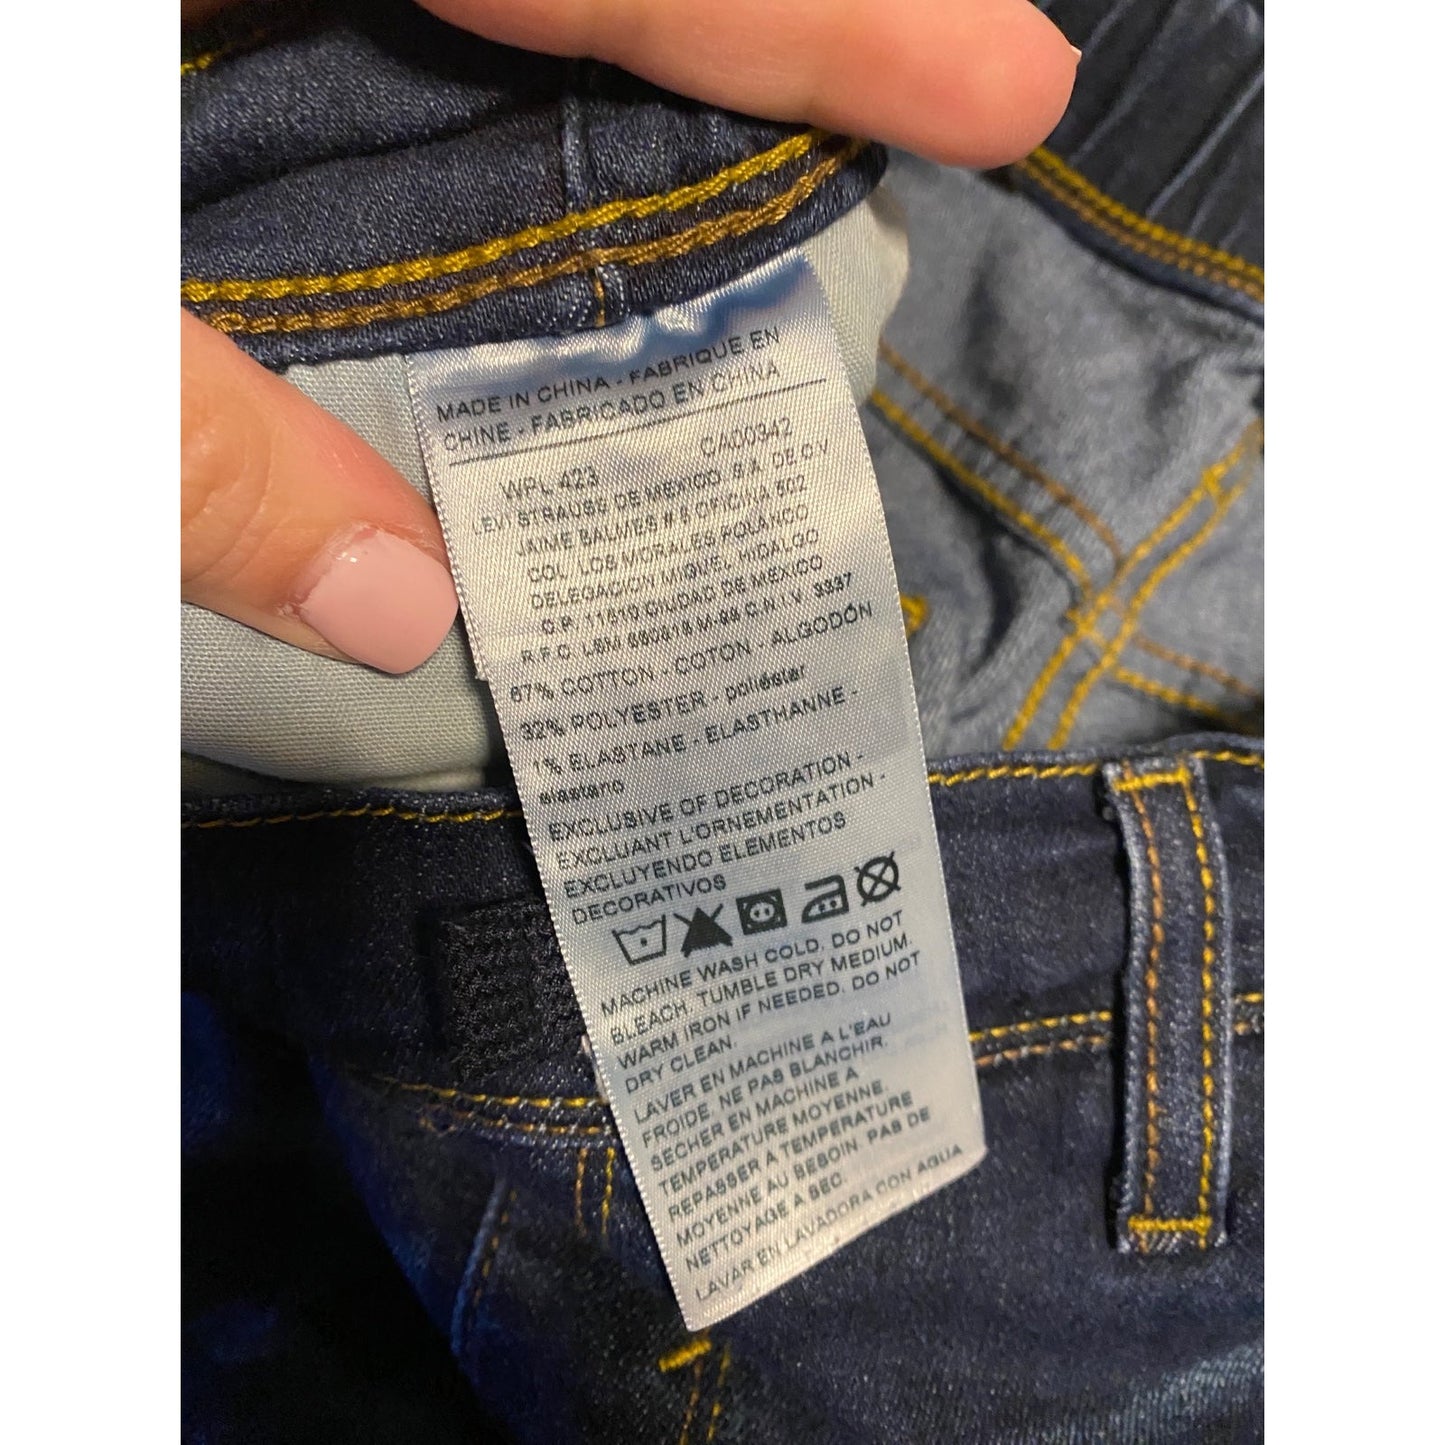 MADE IN CHINA - FABRIQUE EN
CHINE - FABRICADO EN CHINA
WPL 423 CA00342
LEVI STRAUSS DE MEXICO, S.A. DE C.V
JAIME BALMES # 8 OFICINA 602
COL. LOS MORALES POLANCO
DELEGACION MIGUEL HIDALGO
C.P. 11510 CIUDAD DE MEXICO
R.F.C. LSM C.N.I.V. 3337
67% COTTON - COTON - ALGODÓN
32% POLYESTER - poliéster
1% ELASTANE - ELASTHANNE -
elastano
EXCLUSIVE OF DECORATION -
EXCLUANT L'ORNEMENTATION -
EXCLUYENDO ELEMENTOS
DECORATIVOS
MACHINE WASH COLD. DO NOT
BLEACH. TUMBLE DRY MEDIUM.
WARM IRON IF NEEDED. DO NOT
DRY CLEAN.
LAVER EN MACHINE A L'EAU
FROIDE. NE PAS BLANCHIR.
SECHER EN MACHINE A
TEMPERATURE MOYENNE.
REPASSER A TEMPERATURE
MOYENNE AU BESOIN. PAS DE
NETTOYAGE A SEC.
LAVAR EN LAVADORA CON AGUA